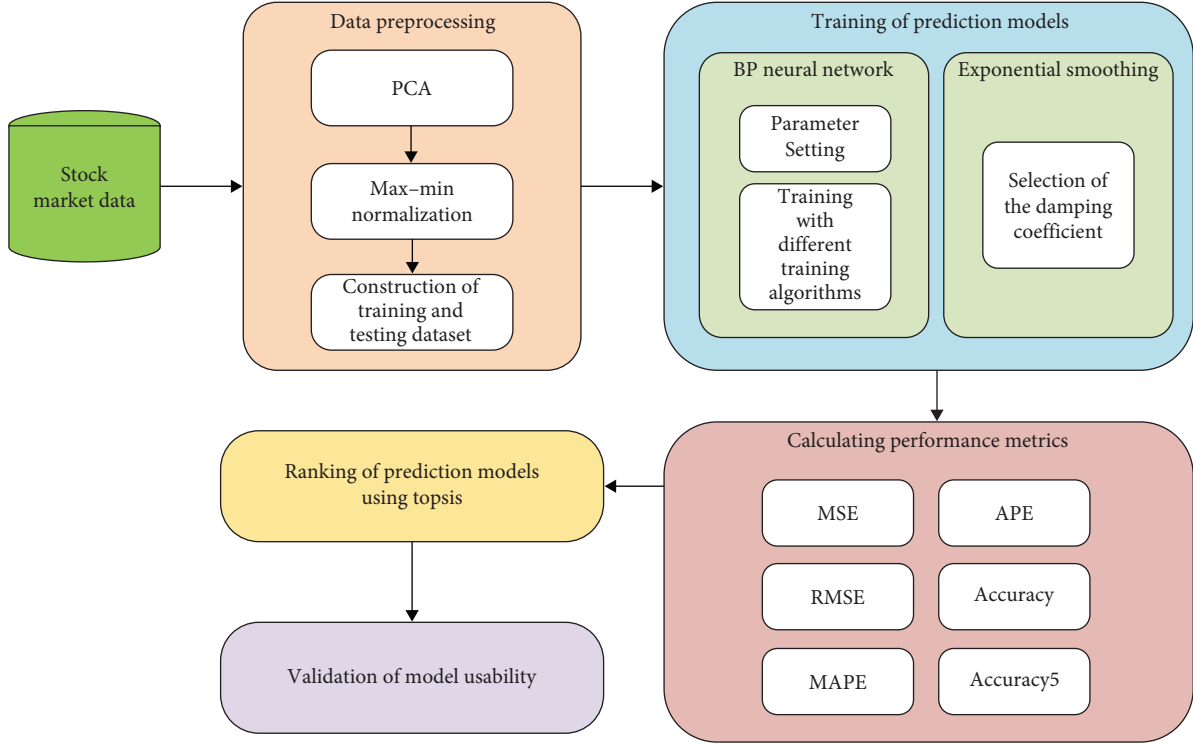 Stock
market data
Data preprocessing
PCA
Max–min
normalization
Construction of
training and
testing dataset
Training of prediction models
BP neural network
Parameter
Setting
Training
with
different
training
algorithms
Exponential smoothing
Selection of
the damping
coefficient
Calculating performance metrics
MSE
APE
RMSE
Accuracy
MAPE
Accuracy5
Ranking of prediction models
using topsis
Validation of model usability